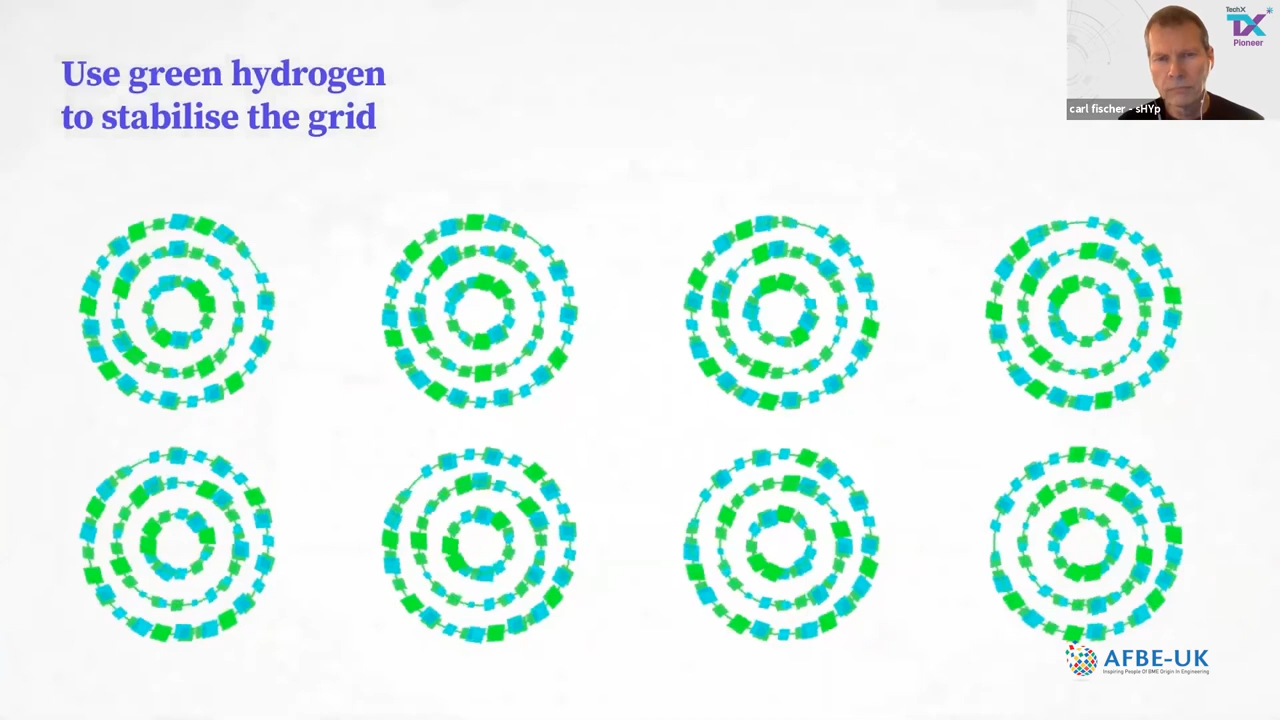 Use green hydrogen
to stabilise the grid
TechX
TX
Pioneer
carl fischer - sHYp
AFBE-UK
Inspiring People Of BME Origin In Engineering